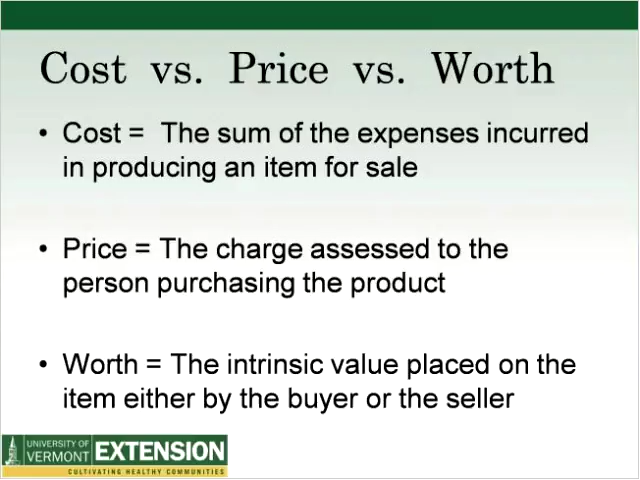 Cost vs. Price vs. Worth
• Cost = The sum of the expenses incurred
in producing an item for sale
• Price = The charge assessed to the
person purchasing the product
• Worth = The intrinsic value placed on the
item either by the buyer or the seller
UNIVERSITY OF
VERMONT EXTENSION
CULTIVATING HEALTHY COMMUNITIES